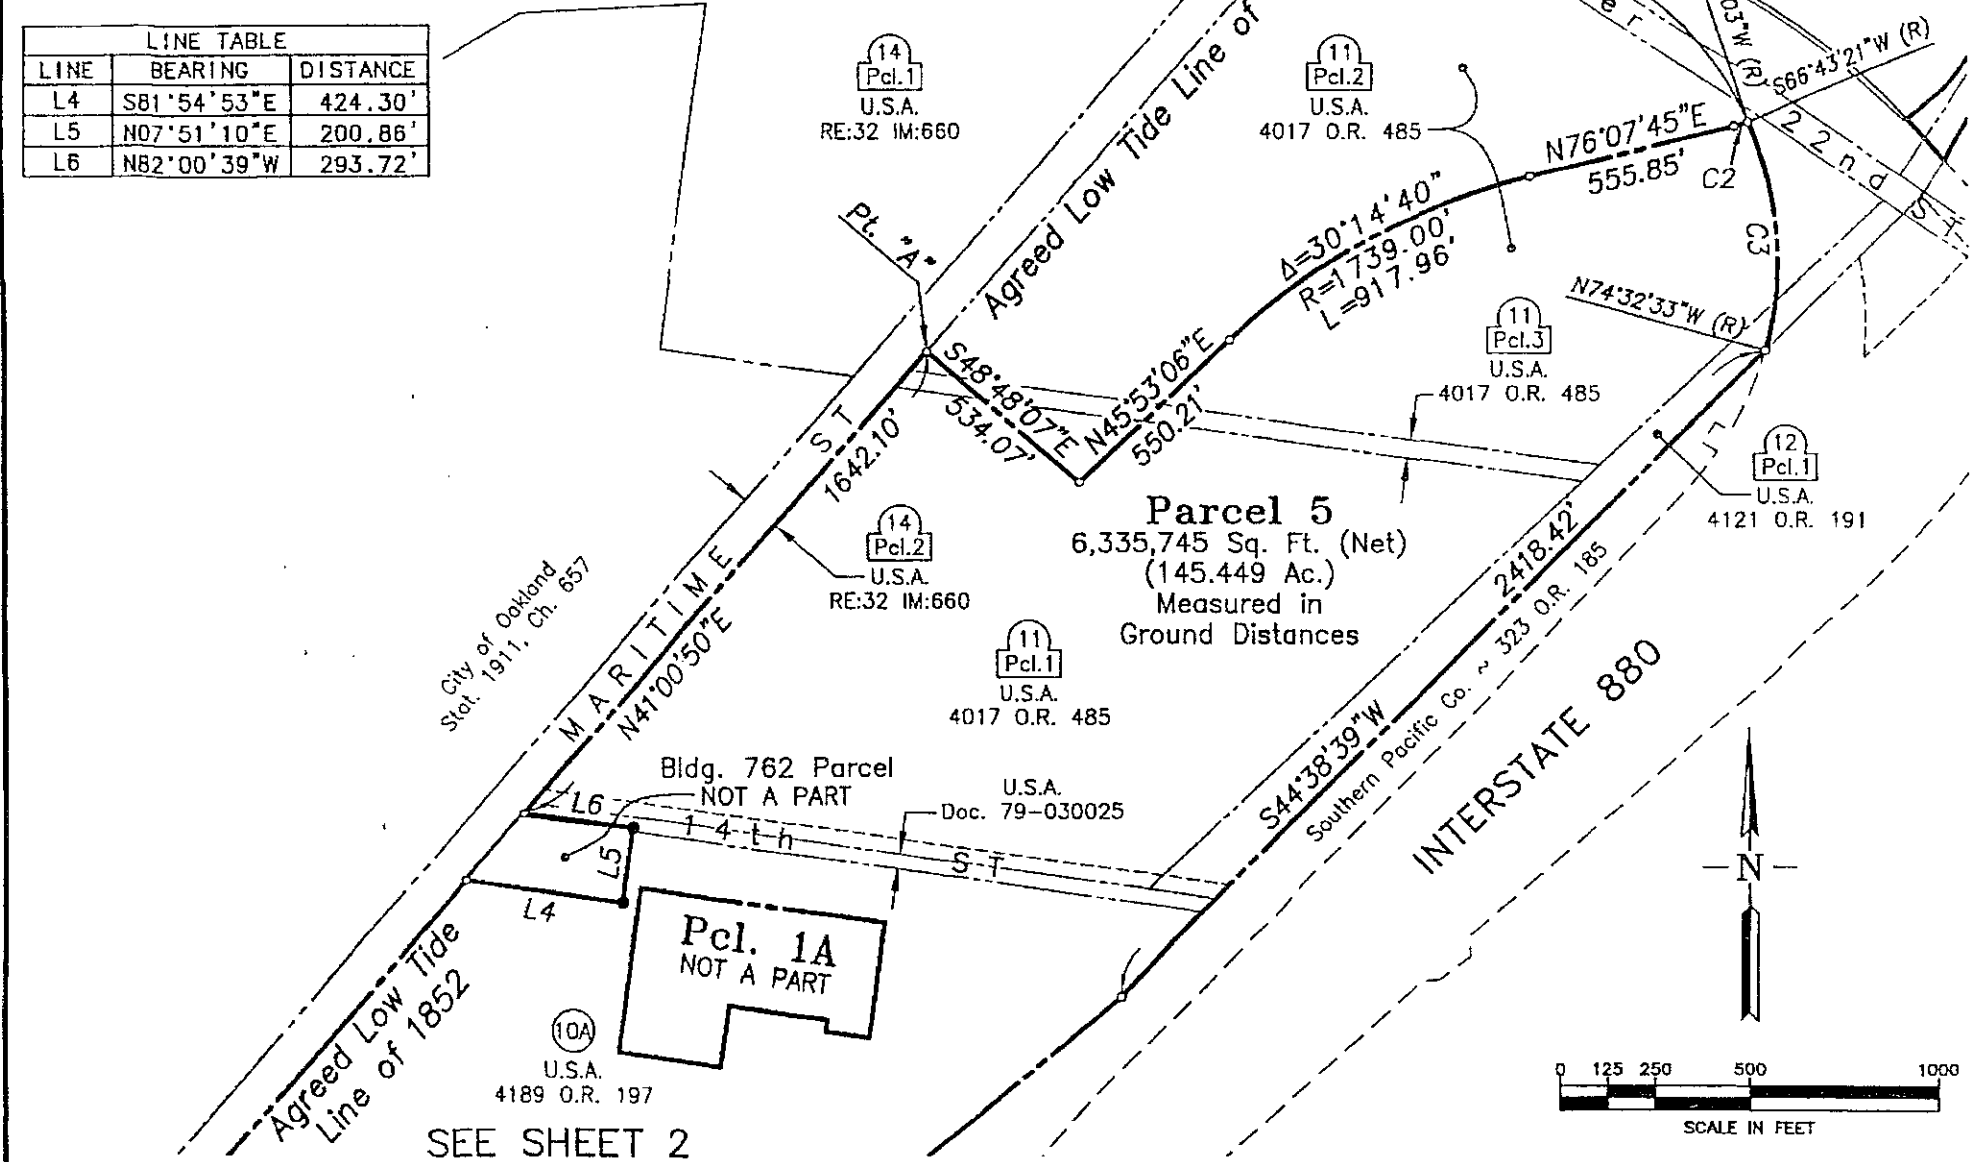 LINE TABLE
LINE BEARING DISTANCE
L4 S81°54'53"E 424.30'
L5 N07°51'10"E 200.86'
L6 N82°00'39"W 293.72'
14
Pcl.1
U.S.A.
RE:32 IM:660
Agreed Low Tide Line of
11
Pcl.2
U.S.A.
4017 O.R. 485
er
03"W (R)
S66°43'21"W (R)
22nd ST
N76°07'45"E
555.85'
C2
C3
Pt. "A"
Δ=30°14'40"
R=1739.00'
L=917.96'
N74°32'33"W (R)
11
Pcl.3
U.S.A.
4017 O.R. 485
S48°48'07"E
534.07'
N45°53'06"E
550.21'
12
Pcl.1
U.S.A.
4121 O.R. 191
MARITIME ST
1642.10'
N41°00'50"E
14
Pcl.2
U.S.A.
RE:32 IM:660
Parcel 5
6,335,745 Sq. Ft. (Net)
(145.449 Ac.)
Measured in
Ground Distances
City of Oakland
Stat. 1911, Ch. 657
11
Pcl.1
U.S.A.
4017 O.R. 485
2418.42'
S44°38'39"W
Southern Pacific Co. ~ 323 O.R. 185
INTERSTATE 880
Bldg. 762 Parcel
NOT A PART
U.S.A.
Doc. 79-030025
L6
14th ST
L5
L4
Pcl. 1A
NOT A PART
Agreed Low Tide
Line of 1852
10A
U.S.A.
4189 O.R. 197
SEE SHEET 2
N
0 125 250 500 1000
SCALE IN FEET